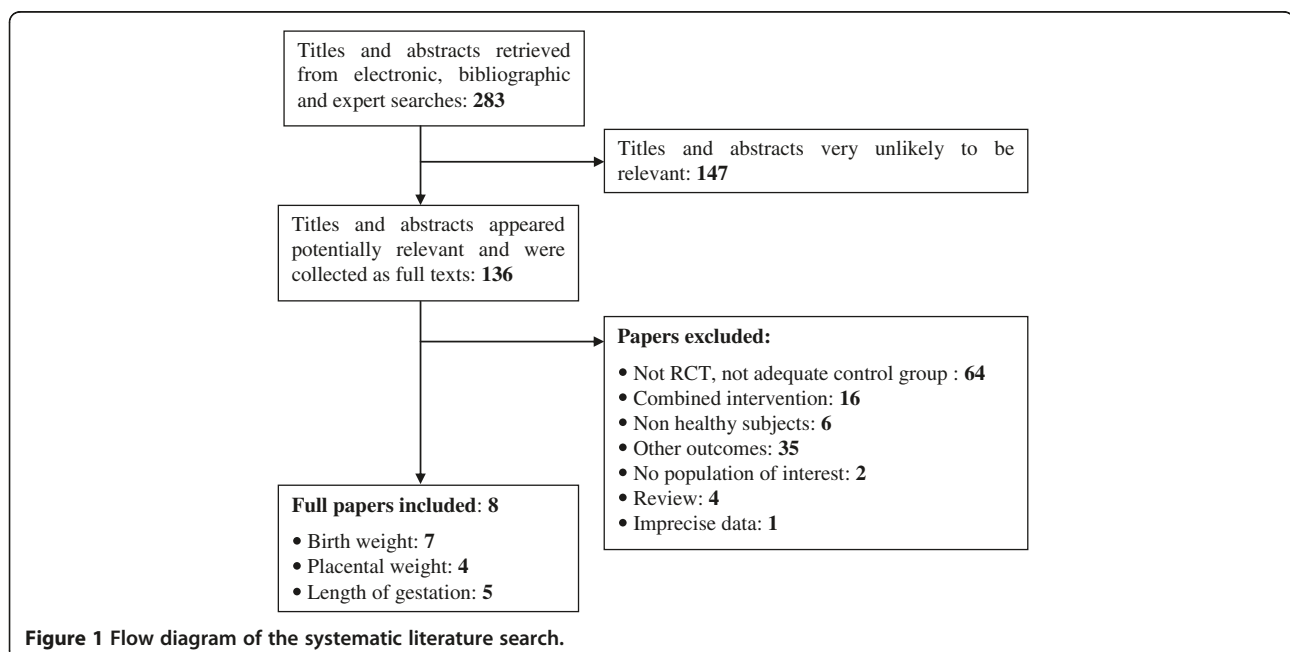 Titles and abstracts retrieved
from electronic, bibliographic
and expert searches: 283
Titles and abstracts very unlikely to be
relevant: 147
Titles and abstracts appeared
potentially relevant and were
collected as full texts: 136
Papers excluded:
• Not RCT, not adequate control group : 64
• Combined intervention: 16
• Non healthy subjects: 6
• Other outcomes: 35
• No population of interest: 2
• Review: 4
• Imprecise data: 1
Full papers included: 8
• Birth weight: 7
• Placental weight: 4
• Length of gestation: 5
Figure 1 Flow diagram of the systematic literature search.